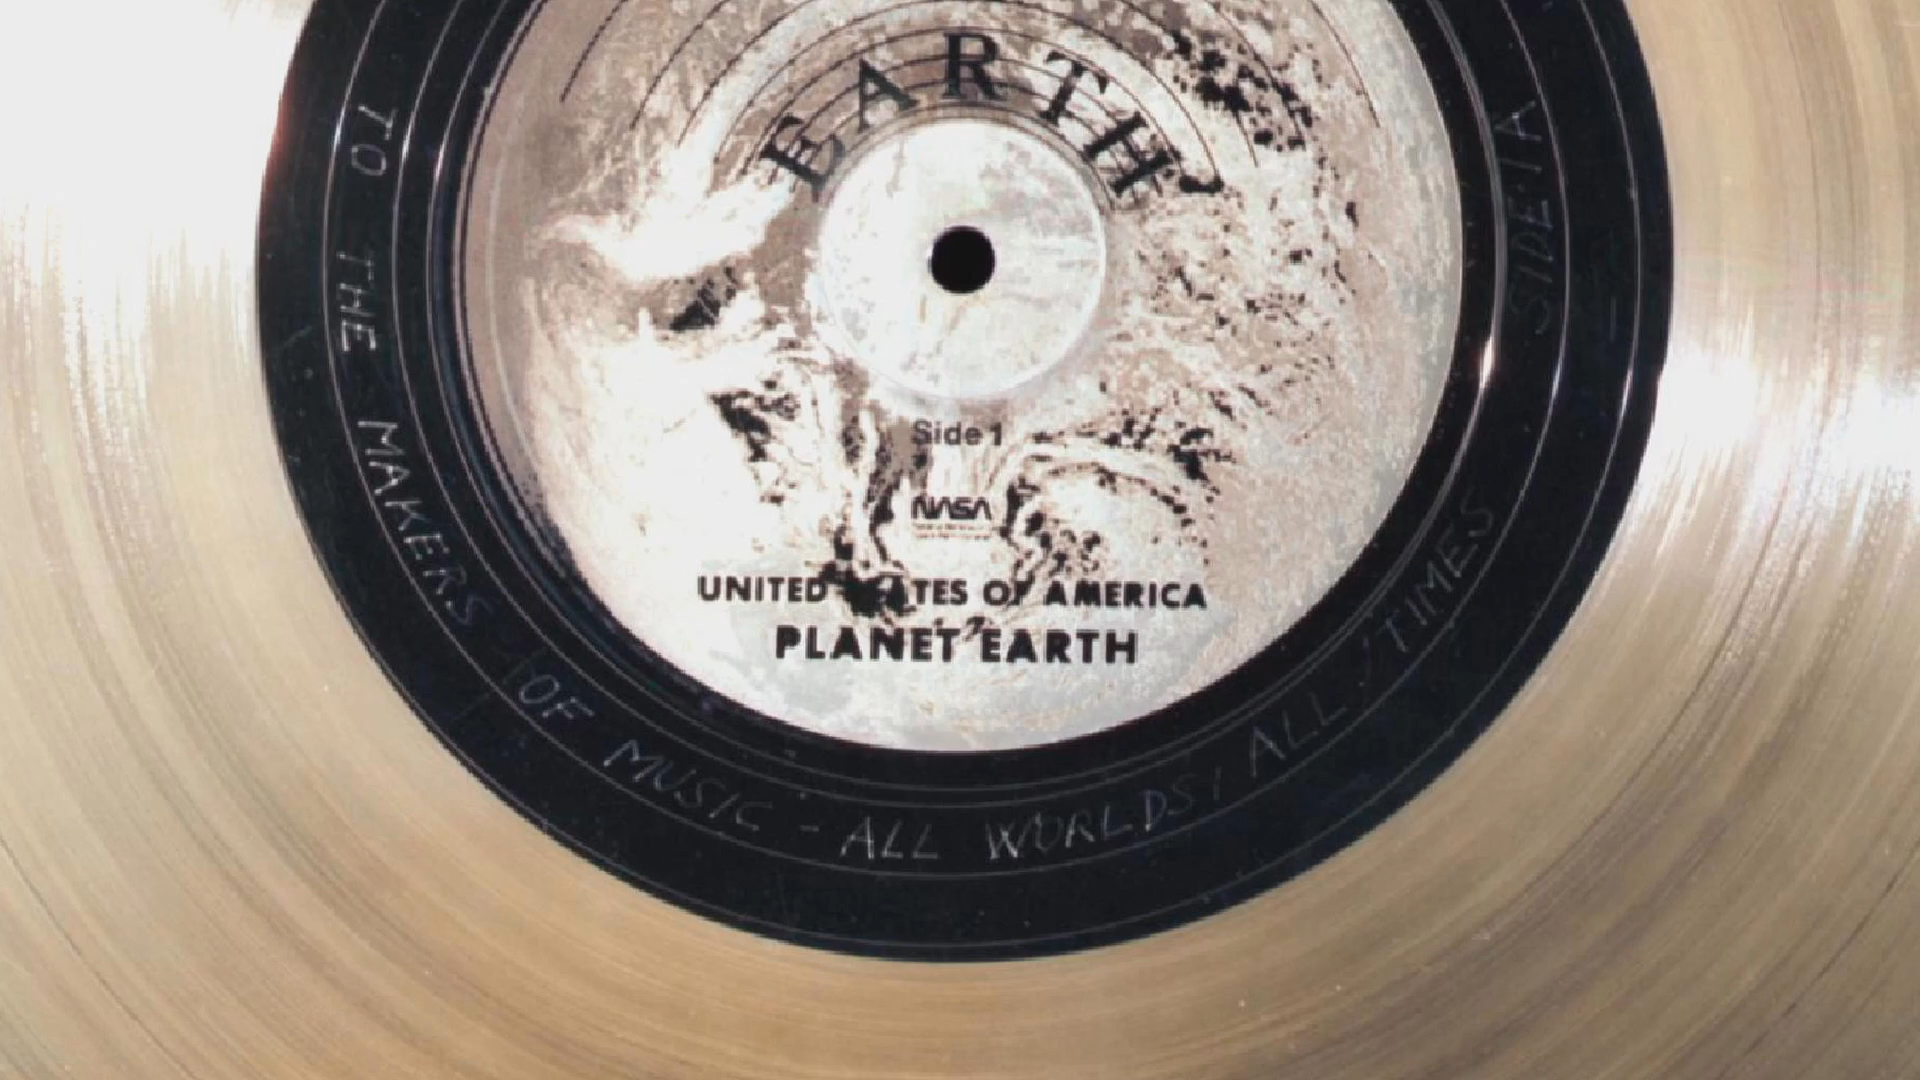 EARTH
Side 1
NASA
UNITED STATES OF AMERICA
PLANET EARTH
TO THE MAKERS OF MUSIC - ALL WORLDS, ALL TIMES
SIDE 1A